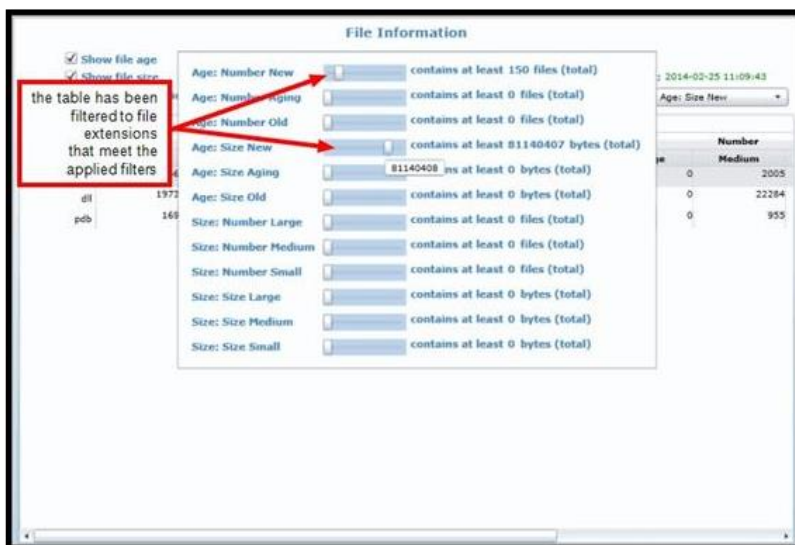 File Information
Show file age
Show file size
: 2014-02-25 11:09:43
Age: Size New
the table has been
filtered to file
extensions
that meet the
applied filters
Age: Number New contains at least 150 files (total)
Age: Number Aging contains at least 0 files (total)
Age: Number Old contains at least 0 files (total)
Age: Size New contains at least 81140407 bytes (total)
81140408
Age: Size Aging ns at least 0 bytes (total)
Age: Size Old contains at least 0 bytes (total)
Size: Number Large contains at least 0 files (total)
Size: Number Medium contains at least 0 files (total)
Size: Number Small contains at least 0 files (total)
Size: Size Large contains at least 0 bytes (total)
Size: Size Medium contains at least 0 bytes (total)
Size: Size Small contains at least 0 bytes (total)
Number
Medium
0 2005
dll 1973 0 22284
pdb 169 0 955